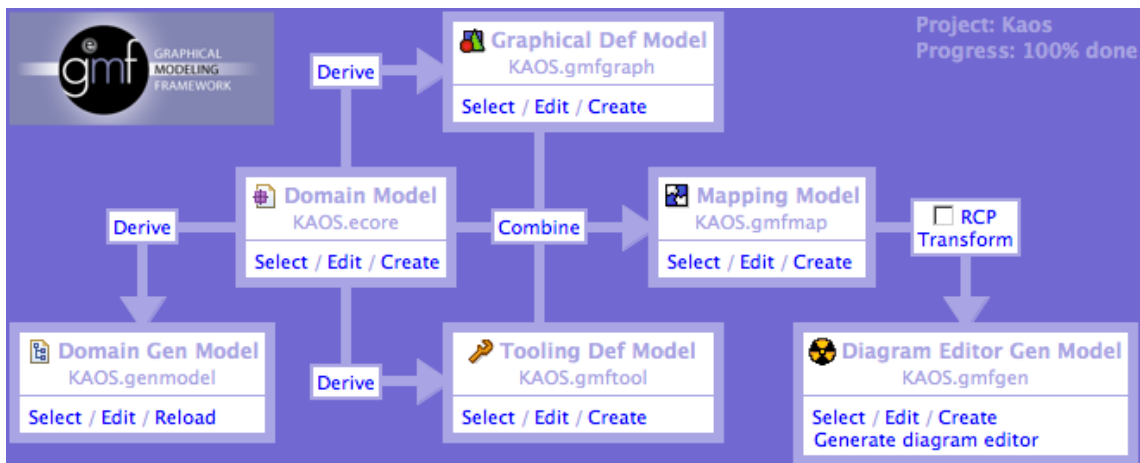 e
gmf
GRAPHICAL
MODELING
FRAMEWORK
Project: Kaos
Progress: 100% done
Graphical Def Model
KAOS.gmfgraph
Select / Edit / Create
Derive
Domain Model
KAOS.ecore
Select / Edit / Create
Derive
Combine
Mapping Model
KAOS.gmfmap
Select / Edit / Create
RCP
Transform
Domain Gen Model
KAOS.genmodel
Select / Edit / Reload
Derive
Tooling Def Model
KAOS.gmftool
Select / Edit / Create
Diagram Editor Gen Model
KAOS.gmfgen
Select / Edit / Create
Generate diagram editor